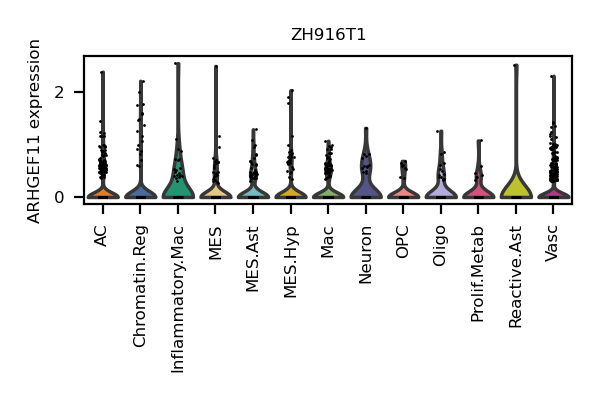 ZH916T1
ARHGEF11 expression
2
0
AC
Chromatin.Reg
Inflammatory.Mac
MES
MES.Ast
MES.Hyp
Mac
Neuron
OPC
Oligo
Prolif.Metab
Reactive.Ast
Vasc